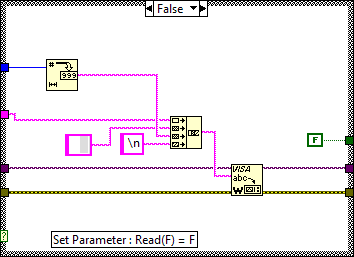 False
#
999
\n
F
VISA
abc
W
?
Set Parameter : Read(F) = F